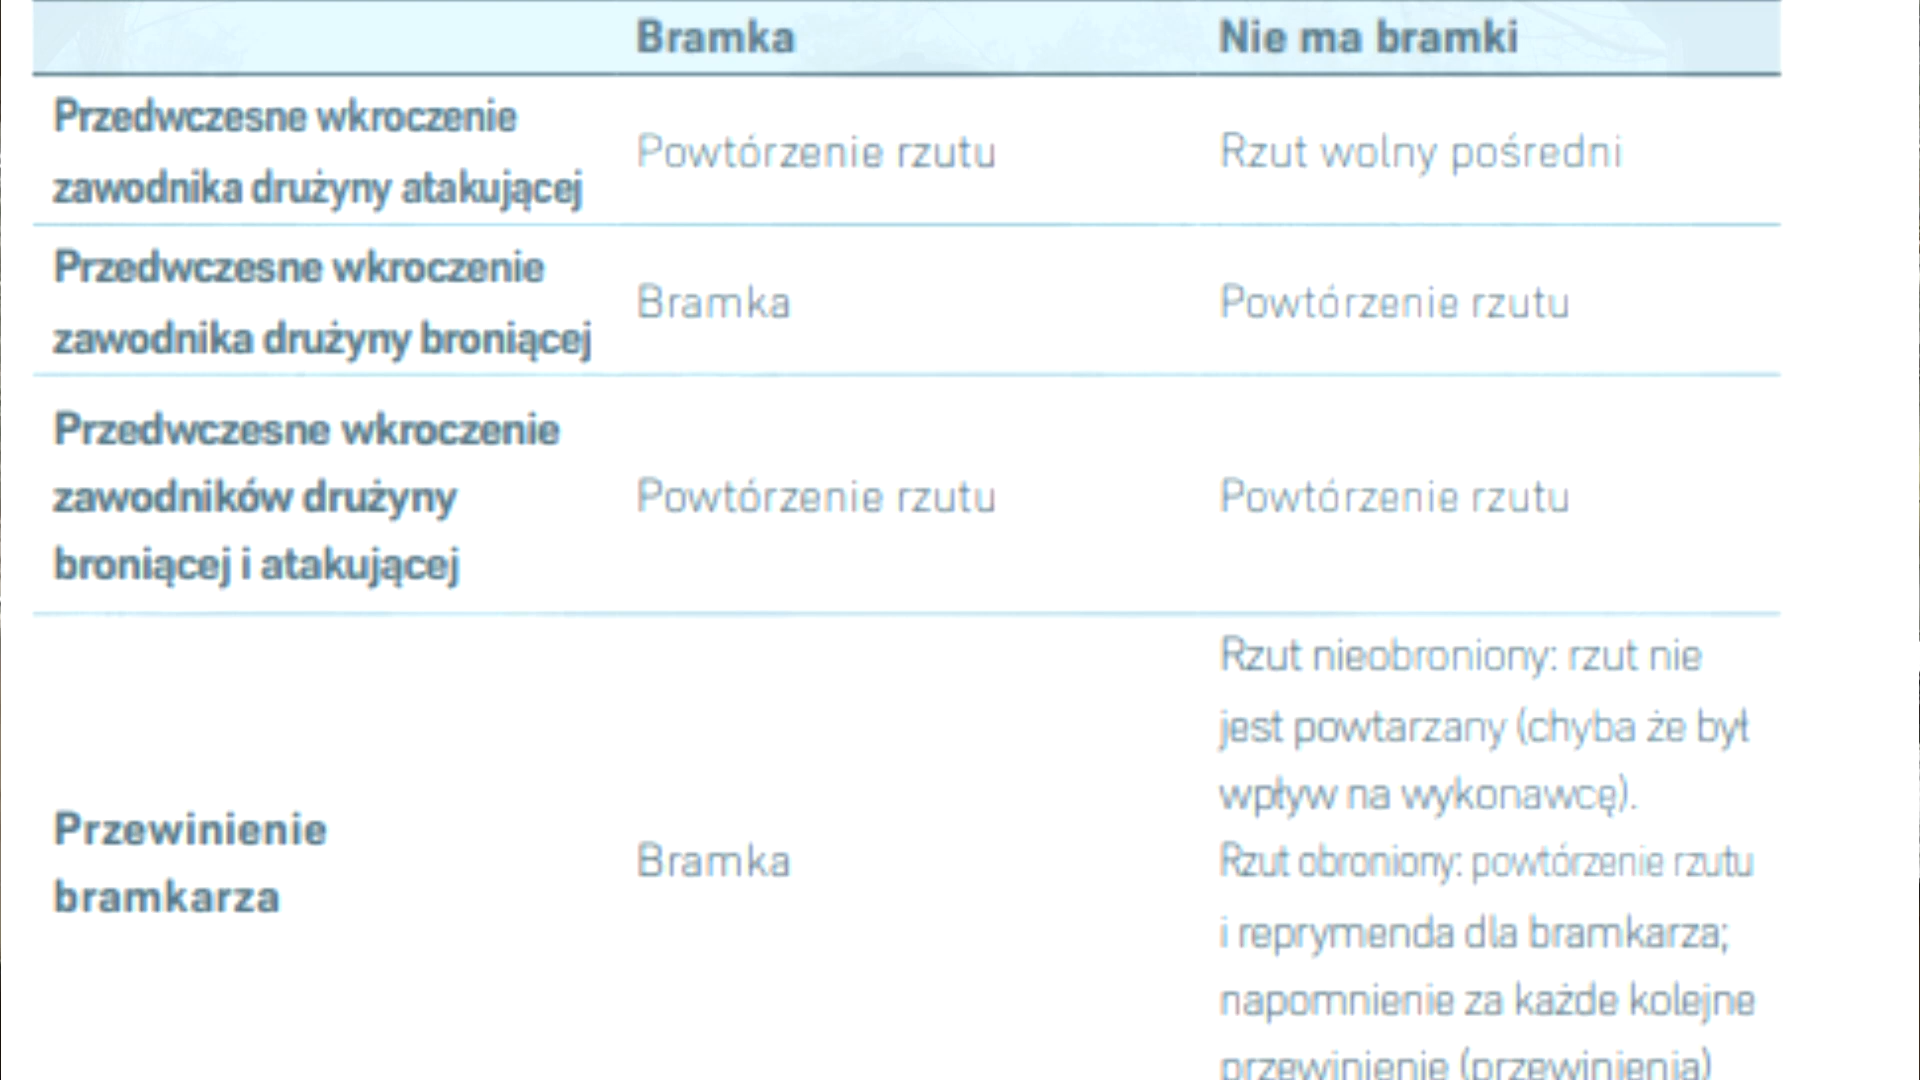 Bramka Nie ma bramki
Przedwczesne wkroczenie
zawodnika drużyny atakującej
Powtórzenie rzutu
Rzut wolny pośredni
Przedwczesne wkroczenie
zawodnika drużyny broniącej
Bramka
Powtórzenie rzutu
Przedwczesne wkroczenie
zawodników drużyny
broniącej i atakującej
Powtórzenie rzutu
Powtórzenie rzutu
Przewinienie
bramkarza
Bramka
Rzut nieobroniony: rzut nie
jest powtarzany (chyba że był
wpływ na wykonawcę).
Rzut obroniony: powtórzenie rzutu
i reprymenda dla bramkarza;
napomnienie za każde kolejne
przewinienie (przewinienia)